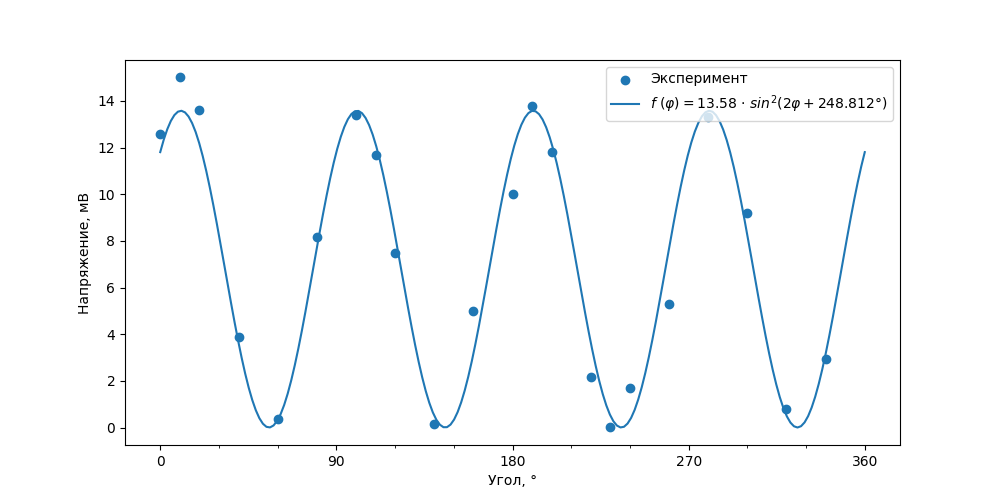 Эксперимент
f (φ) = 13.58 · sin²(2φ + 248.812°)
14
12
10
8
6
4
2
0
Напряжение, мВ
0 90 180 270 360
Угол, °